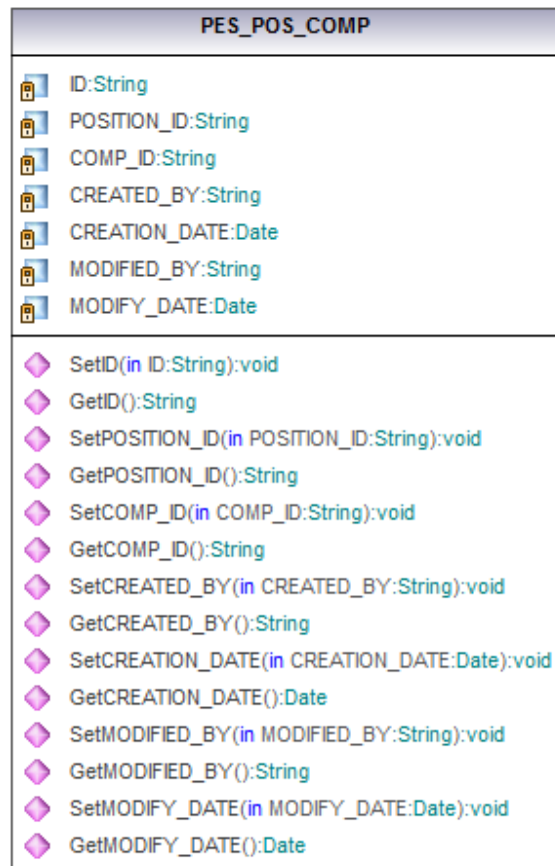 PES_POS_COMP
ID:String
POSITION_ID:String
COMP_ID:String
CREATED_BY:String
CREATION_DATE:Date
MODIFIED_BY:String
MODIFY_DATE:Date
SetID(in ID:String):void
GetID():String
SetPOSITION_ID(in POSITION_ID:String):void
GetPOSITION_ID():String
SetCOMP_ID(in COMP_ID:String):void
GetCOMP_ID():String
SetCREATED_BY(in CREATED_BY:String):void
GetCREATED_BY():String
SetCREATION_DATE(in CREATION_DATE:Date):void
GetCREATION_DATE():Date
SetMODIFIED_BY(in MODIFIED_BY:String):void
GetMODIFIED_BY():String
SetMODIFY_DATE(in MODIFY_DATE:Date):void
GetMODIFY_DATE():Date